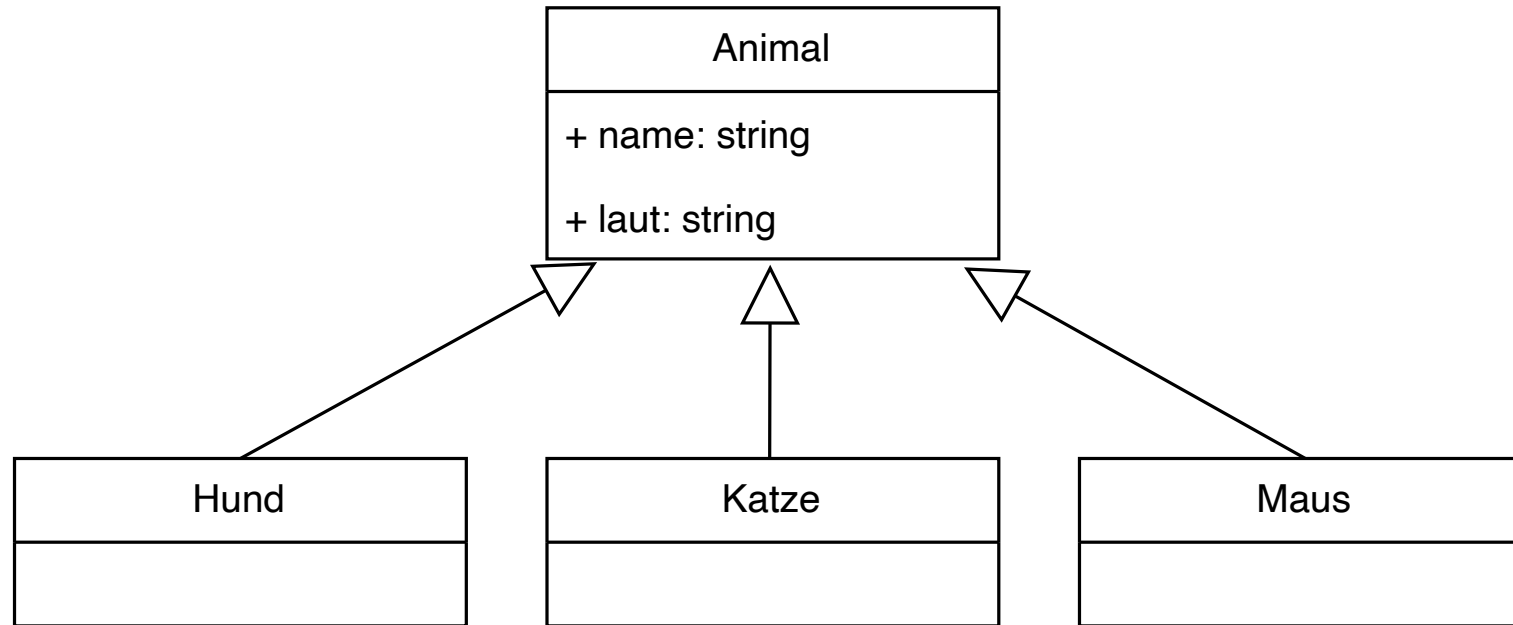 Animal
+ name: string
+ laut: string
Hund
Katze
Maus